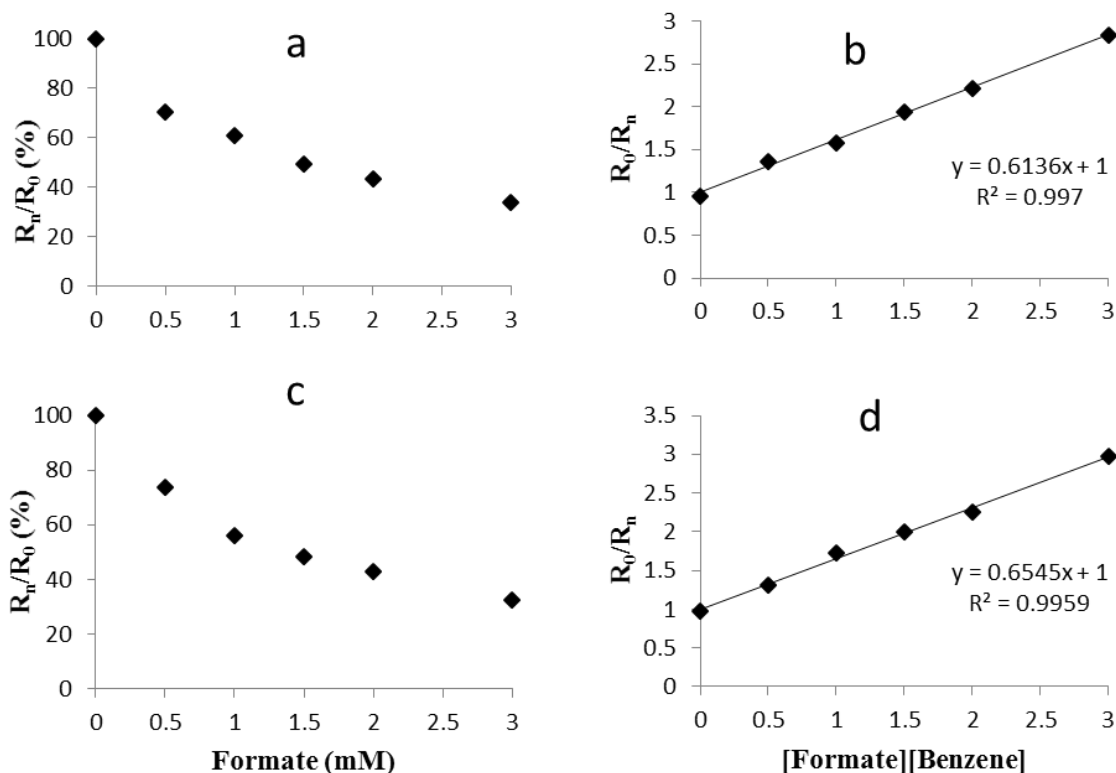 a
R₀/Rₙ (%)
100
80
60
40
20
0
0 0.5 1 1.5 2 2.5 3
b
R₀/Rₙ
3
2.5
2
1.5
1
0.5
0
y = 0.6136x + 1
R² = 0.997
0 0.5 1 1.5 2 2.5 3
c
Rₙ/R₀ (%)
100
80
60
40
20
0
0 0.5 1 1.5 2 2.5 3
Formate (mM)
d
R₀/Rₙ
3.5
3
2.5
2
1.5
1
0.5
0
y = 0.6545x + 1
R² = 0.9959
0 0.5 1 1.5 2 2.5 3
[Formate][Benzene]